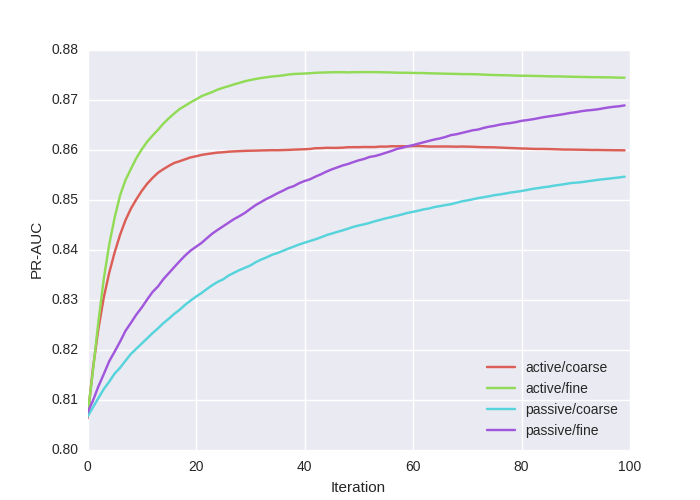 0.88
0.87
0.86
0.85
0.84
0.83
0.82
0.81
0.80
PR-AUC
active/coarse
active/fine
passive/coarse
passive/fine
0 20 40 60 80 100
Iteration